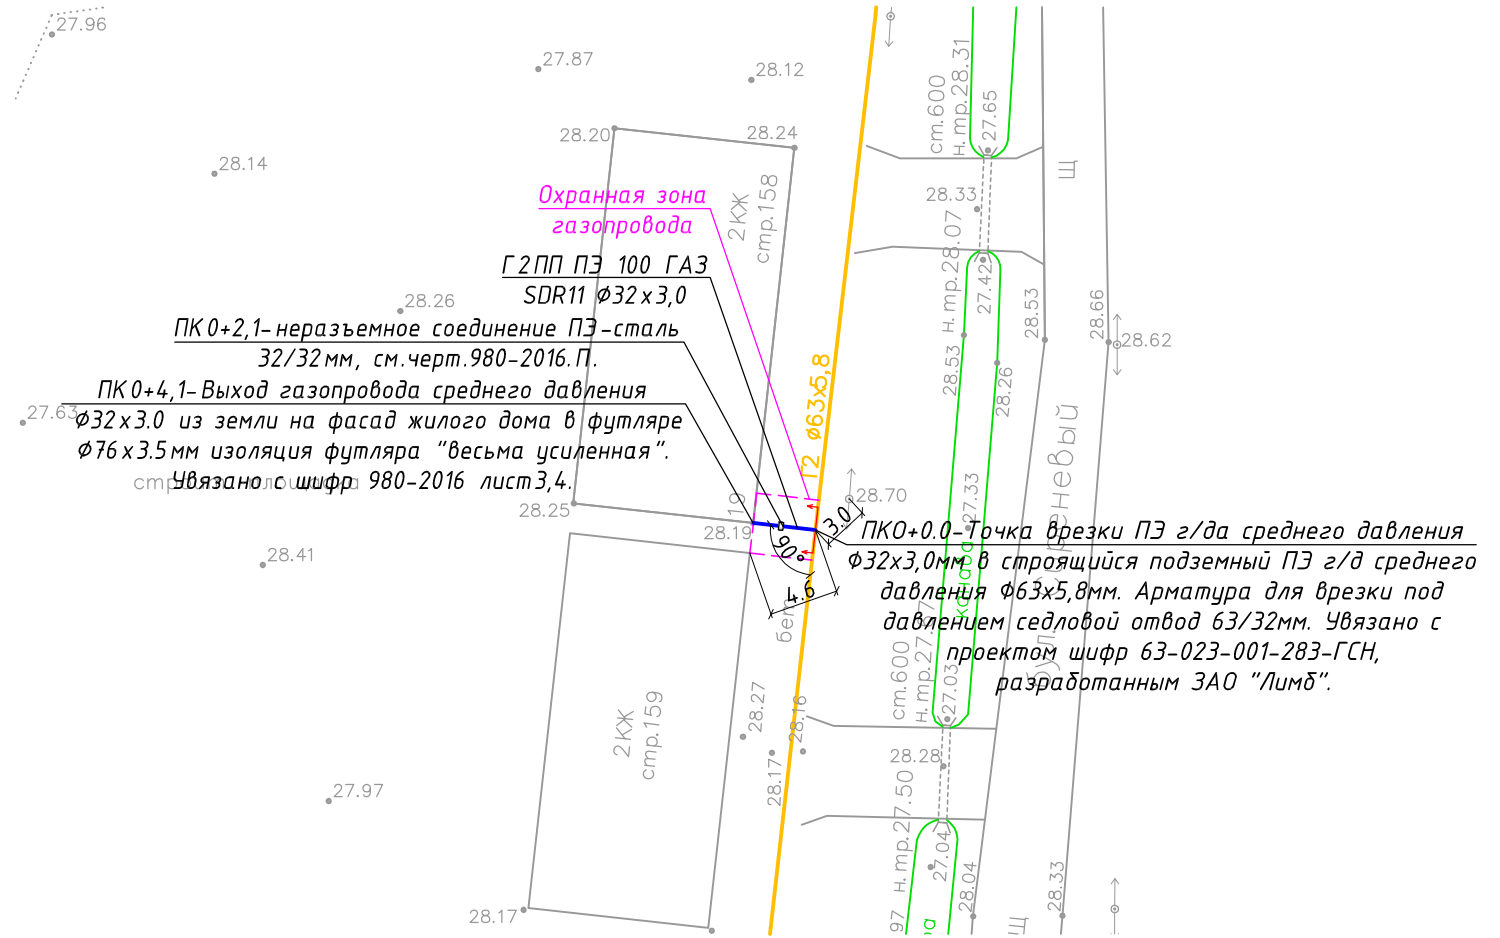 27.96
27.87
28.12
28.14
28.20
28.24
28.26
27.63
28.25
28.19
28.41
27.97
28.17
2КЖ
стр.158
Охранная зона
газопровода
Г2ПП ПЭ 100 ГАЗ
SDR11 Ф32х3,0
ПК0+2,1-неразъемное соединение ПЭ-сталь
32/32мм, см.черт.980-2016.П.
ПК0+4,1-Выход газопровода среднего давления
Ф32х3.0 из земли на фасад жилого дома в футляре
Ф76х3.5мм изоляция футляра "весьма усиленная".
Увязано с шифр 980-2016 лист3,4.
Г2 ø63х5,8
19
90°
4.6
3.0
2КЖ
стр.159
28.27
28.16
28.17
ст.600
н.тр.28.31
27.65
Щ
28.33
н.тр.28.07
27.42
28.53
28.66
28.62
28.53
28.26
28.70
27.33
канава
бул. Сиреневый
ПКО+0.0-Точка врезки ПЭ г/да среднего давления
Ф32х3,0мм в строящийся подземный ПЭ г/д среднего
давления Ф63х5,8мм. Арматура для врезки под
давлением седловой отвод 63/32мм. Увязано с
проектом шифр 63-023-001-283-ГСН,
разработанным ЗАО "Лимб".
ст.600
27.03
28.28
н.тр.27.50
27.04
28.04
28.33
97
Щ